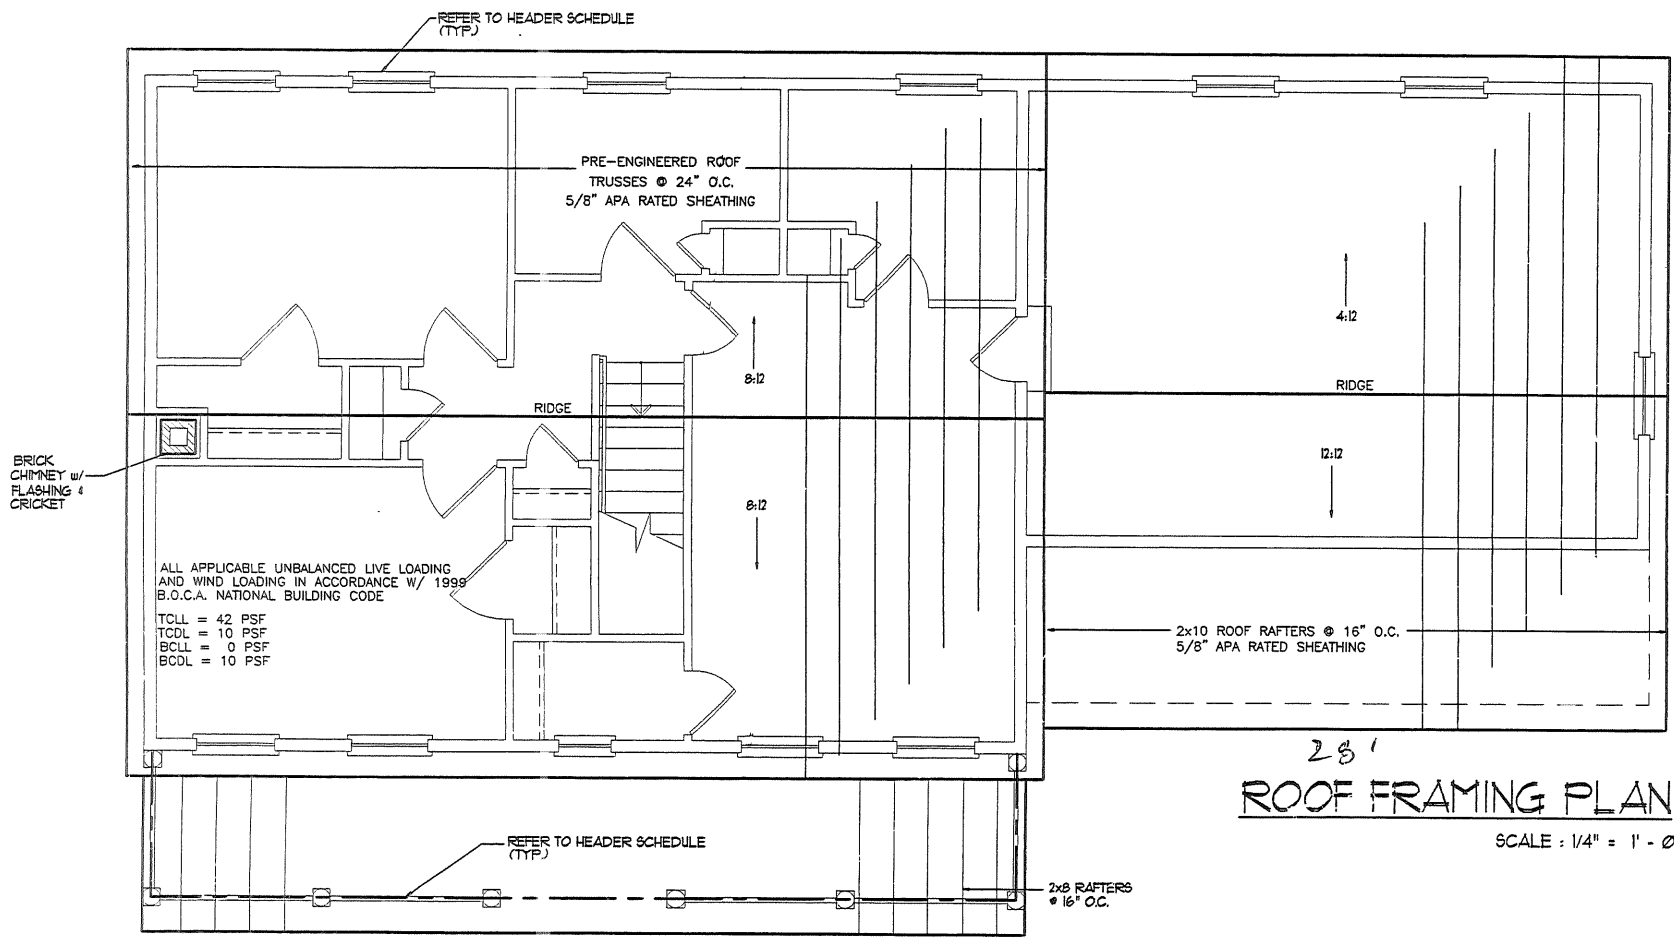 REFER TO HEADER SCHEDULE
(TYP.)
PRE-ENGINEERED ROOF
TRUSSES @ 24" O.C.
5/8" APA RATED SHEATHING
4:12
8:12
RIDGE
RIDGE
12:12
8:12
BRICK
CHIMNEY w/
FLASHING &
CRICKET
ALL APPLICABLE UNBALANCED LIVE LOADING
AND WIND LOADING IN ACCORDANCE W/ 1999
B.O.C.A. NATIONAL BUILDING CODE
TCLL = 42 PSF
TCDL = 10 PSF
BCLL = 0 PSF
BCDL = 10 PSF
2x10 ROOF RAFTERS @ 16" O.C.
5/8" APA RATED SHEATHING
28'
ROOF FRAMING PLAN
SCALE : 1/4" = 1' - 0
REFER TO HEADER SCHEDULE
(TYP.)
2x8 RAFTERS
@ 16" O.C.